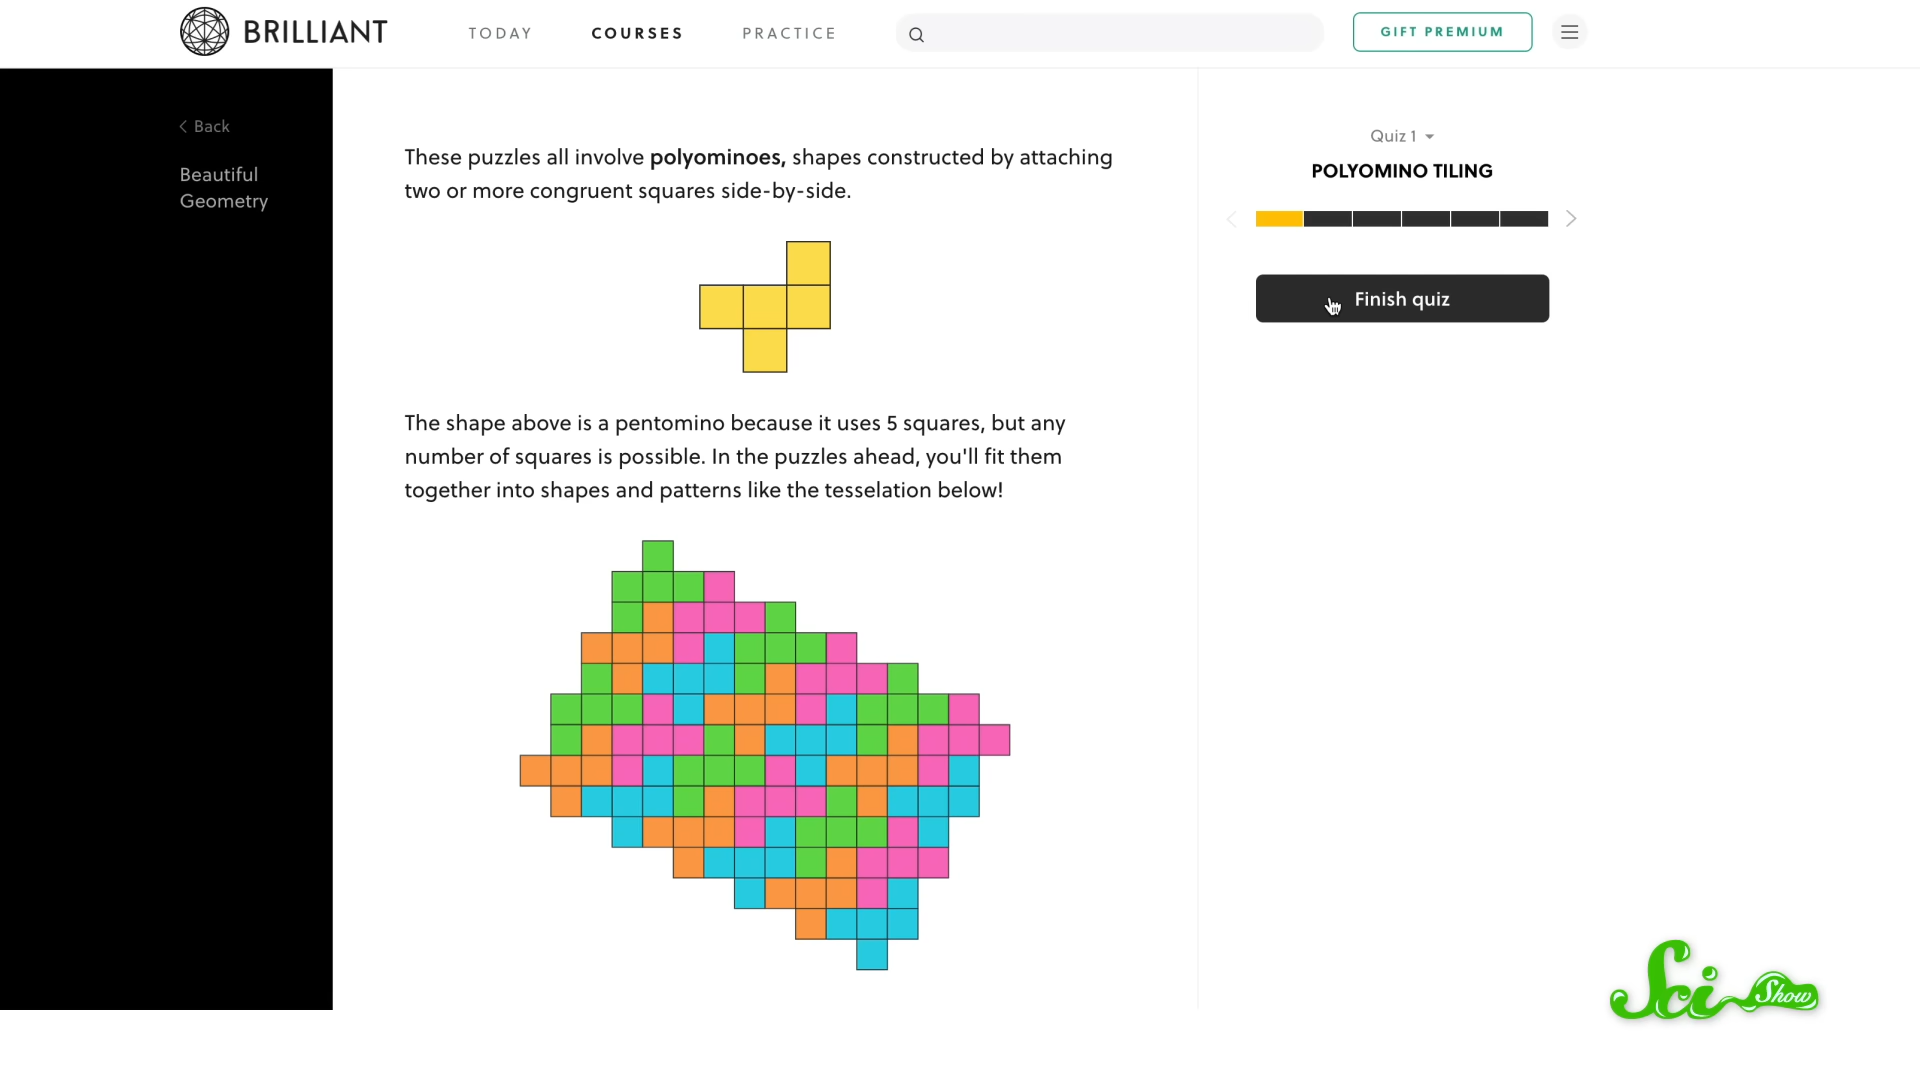 BRILLIANT
TODAY
COURSES
PRACTICE
GIFT PREMIUM
Back
Beautiful
Geometry
These puzzles all involve polyominoes, shapes constructed by attaching
two or more congruent squares side-by-side.
The shape above is a pentomino because it uses 5 squares, but any
number of squares is possible. In the puzzles ahead, you'll fit them
together into shapes and patterns like the tesselation below!
Quiz 1
POLYOMINO TILING
Finish quiz
Sci Show